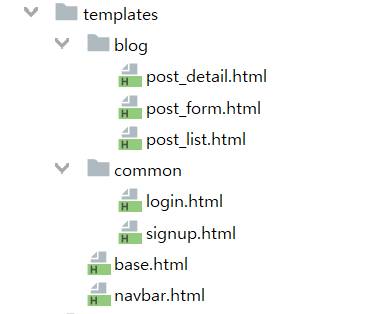 templates
blog
post_detail.html
post_form.html
post_list.html
common
login.html
signup.html
base.html
navbar.html